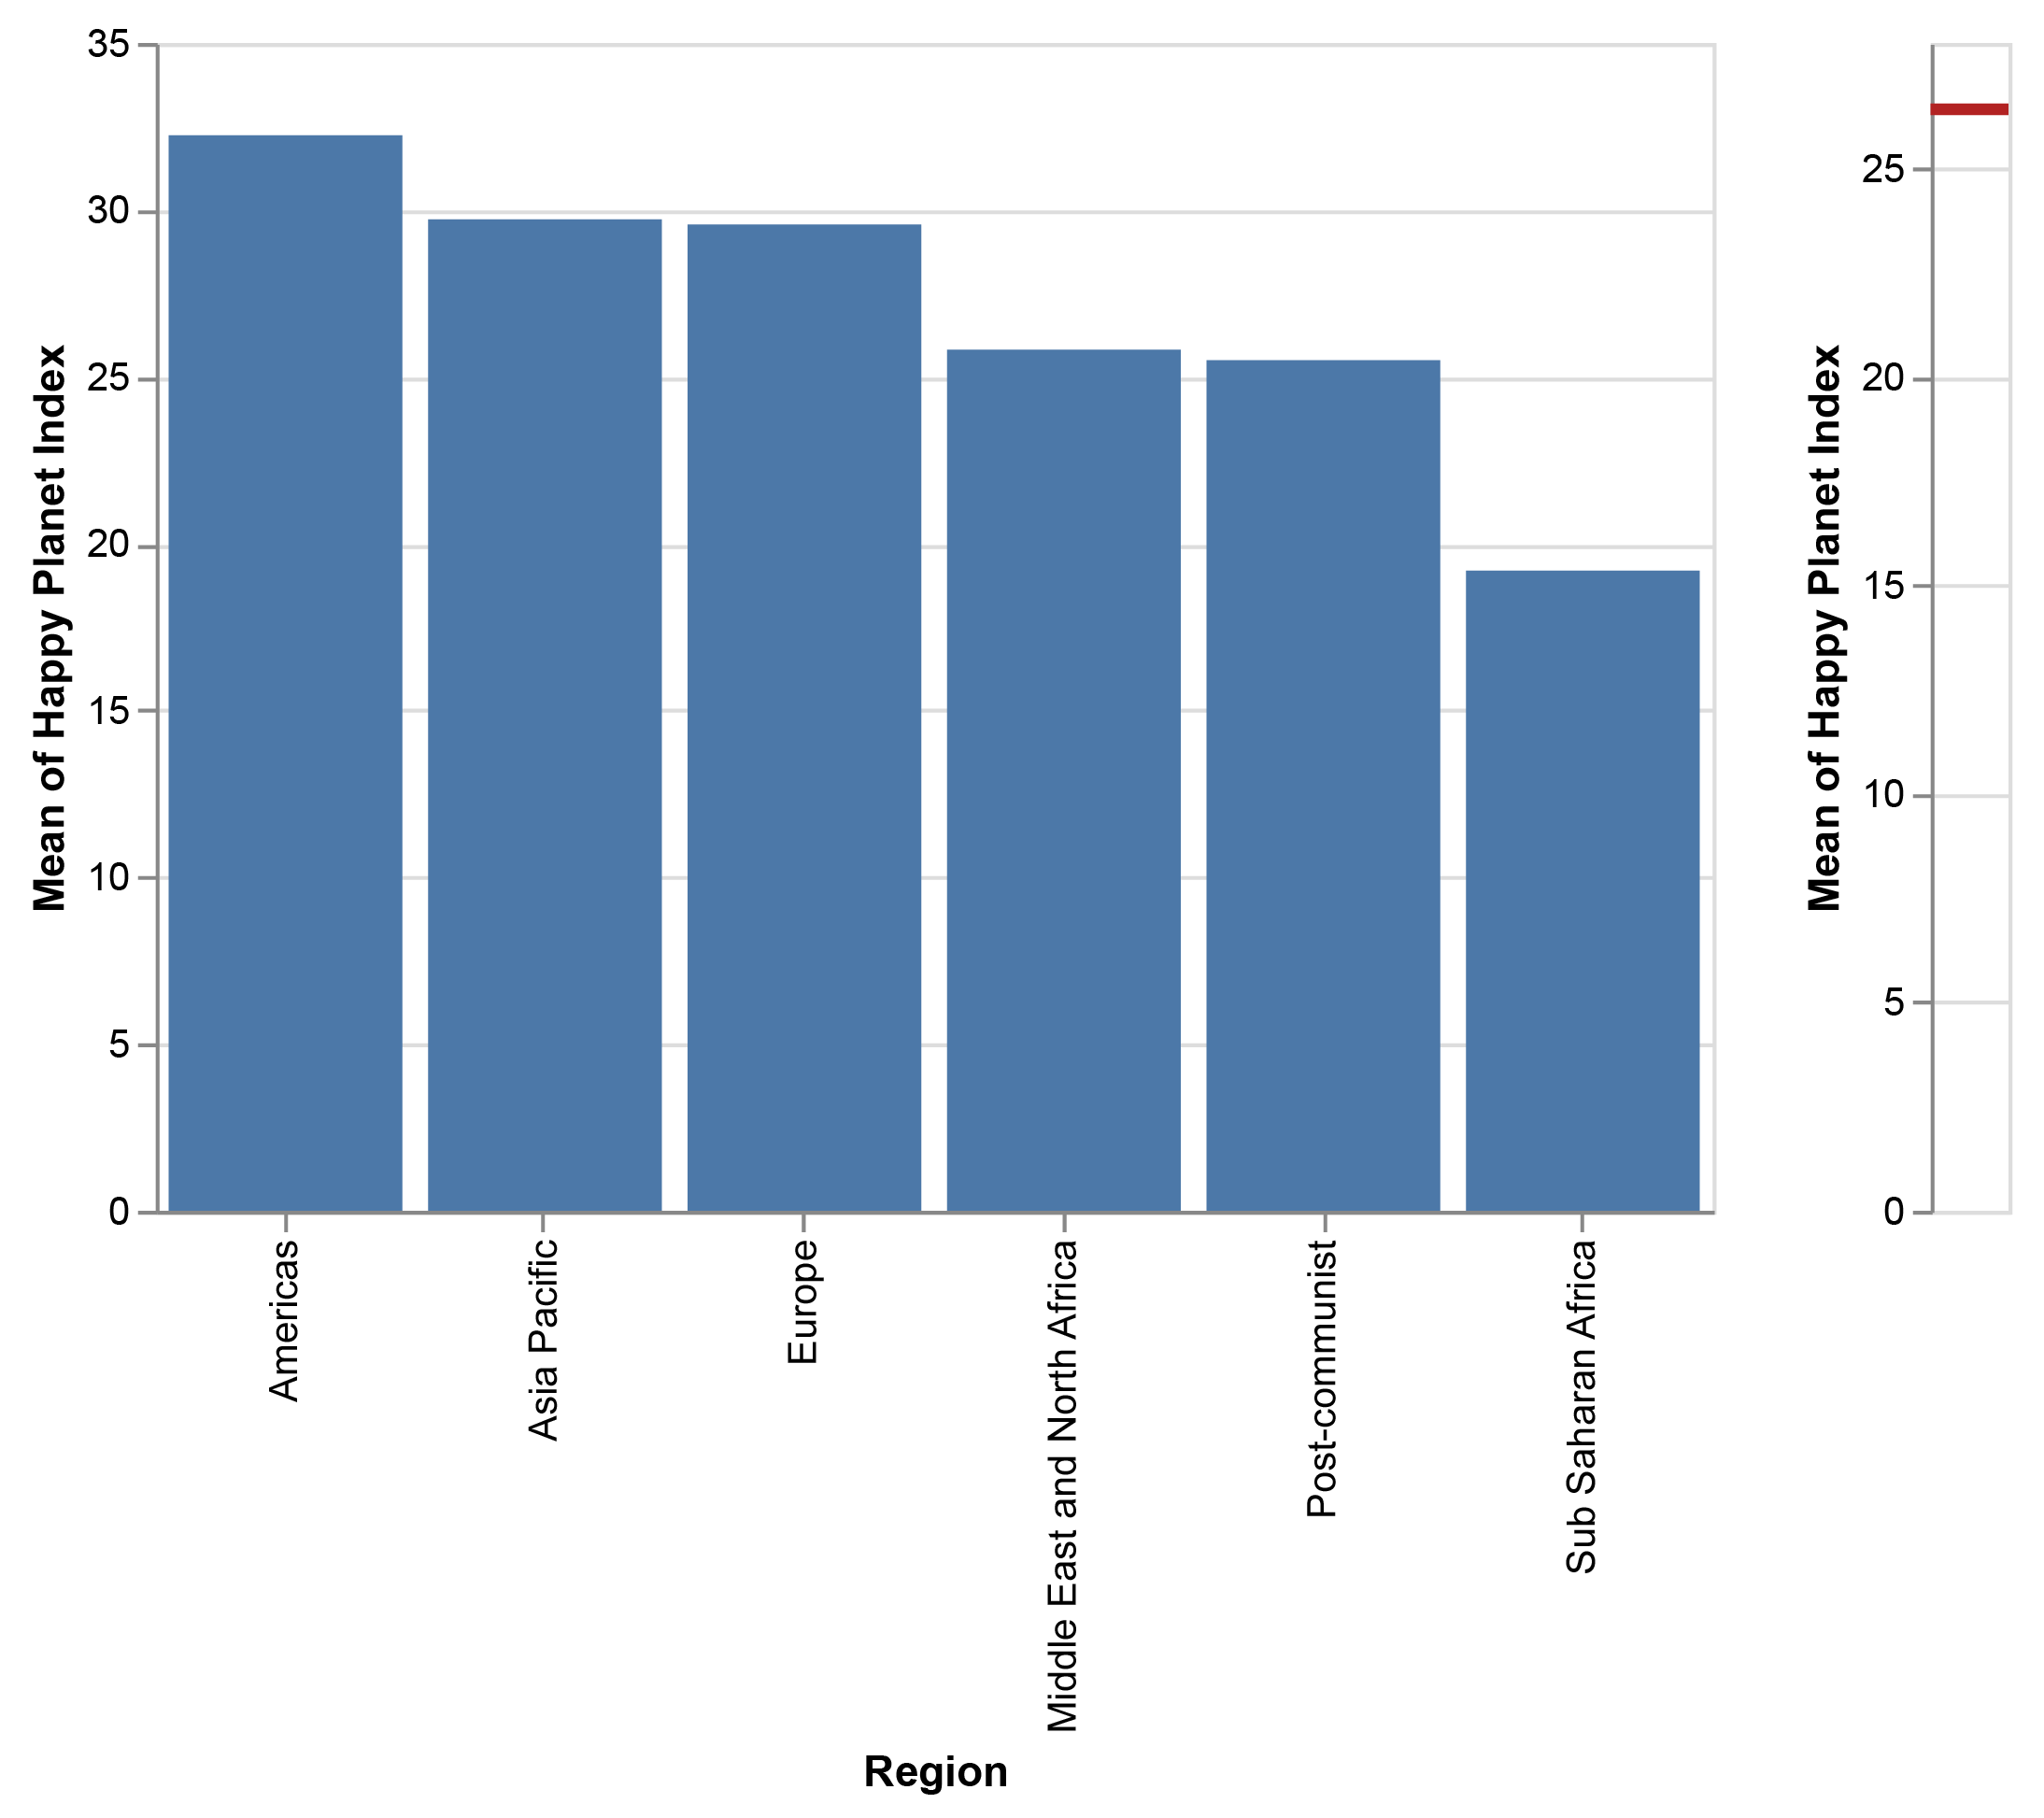 Mean of Happy Planet Index
35
30
25
20
15
10
5
0
Americas
Asia Pacific
Europe
Middle East and North Africa
Post-communist
Sub Saharan Africa
Region
Mean of Happy Planet Index
25
20
15
10
5
0